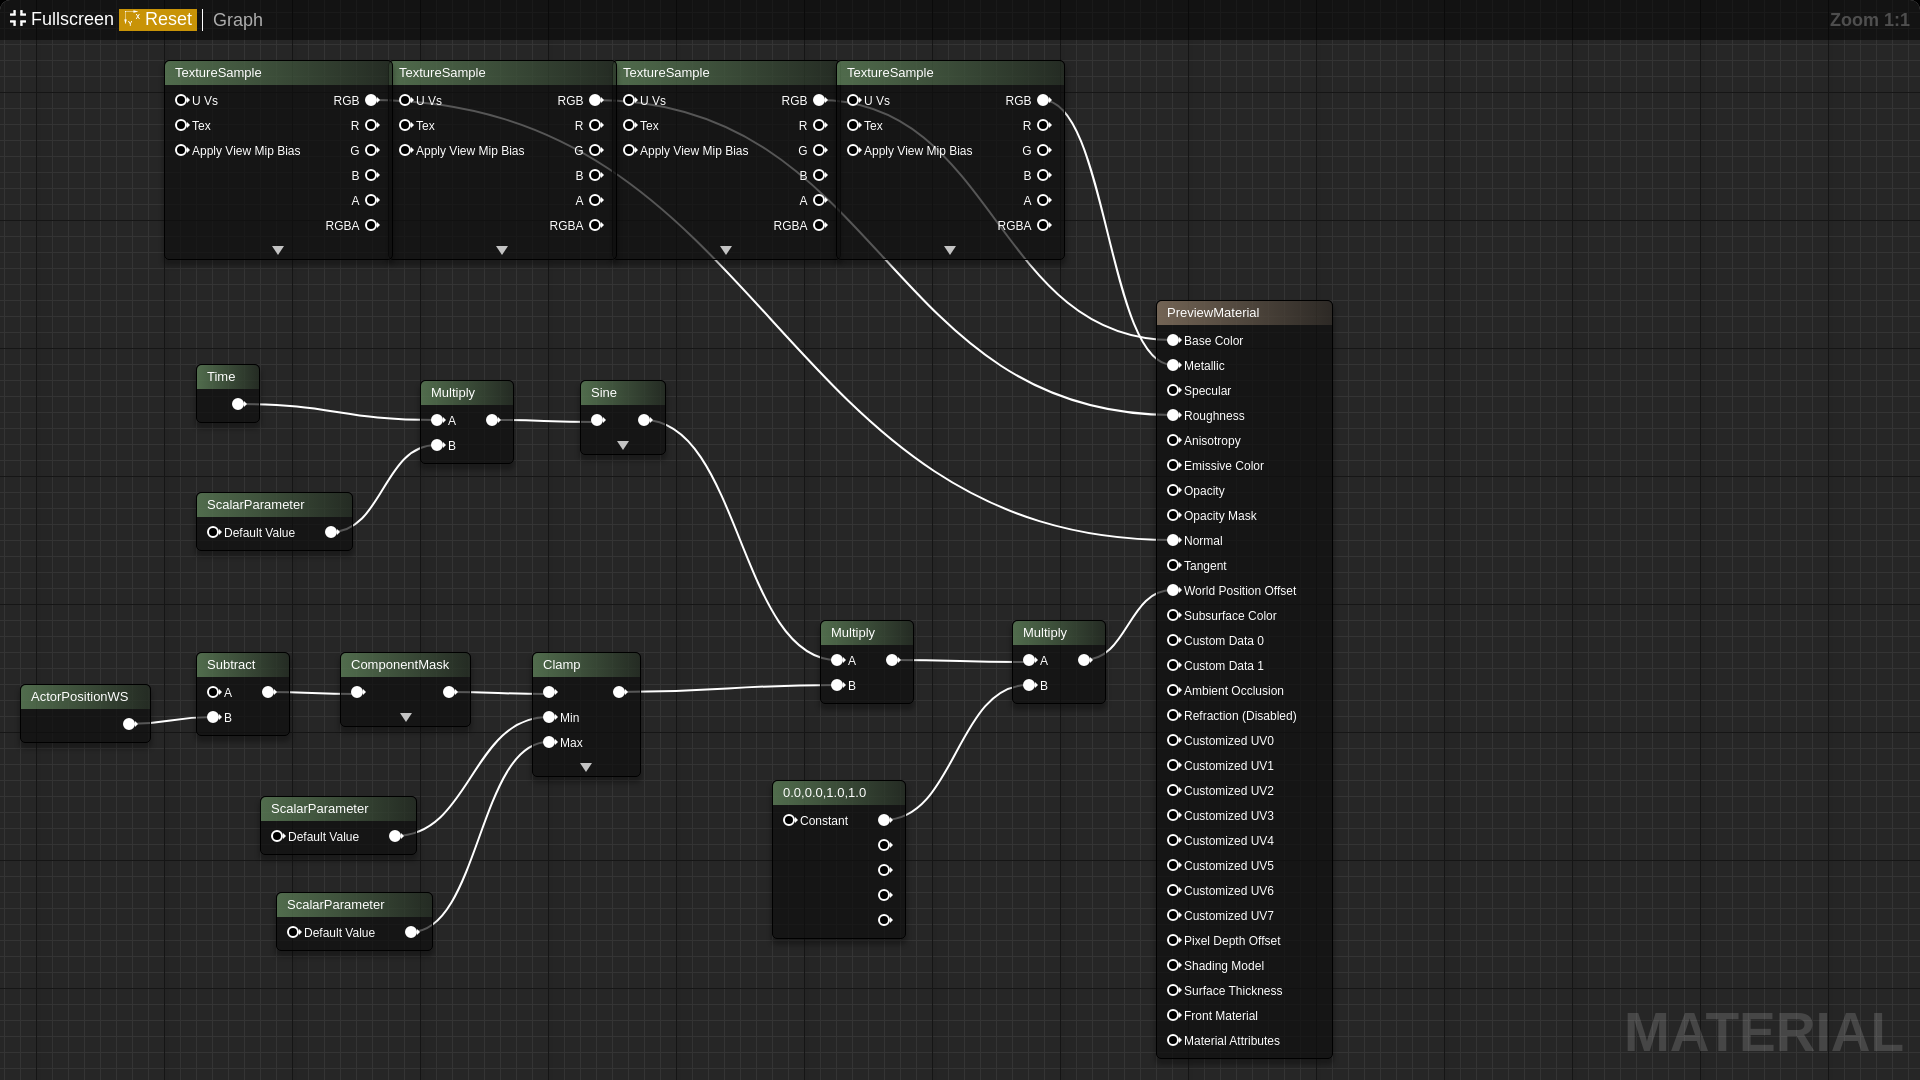 Fullscreen Reset Graph
Zoom 1:1
TextureSample
U Vs RGB
Tex R
Apply View Mip Bias G
B
A
RGBA
TextureSample
U Vs RGB
Tex R
Apply View Mip Bias G
B
A
RGBA
TextureSample
U Vs RGB
Tex R
Apply View Mip Bias G
B
A
RGBA
TextureSample
U Vs RGB
Tex R
Apply View Mip Bias G
B
A
RGBA
Time
Multiply
A
B
Sine
ScalarParameter
Default Value
ActorPositionWS
Subtract
A
B
ComponentMask
Clamp
Min
Max
ScalarParameter
Default Value
ScalarParameter
Default Value
Multiply
A
B
Multiply
A
B
0.0,0.0,1.0,1.0
Constant
PreviewMaterial
Base Color
Metallic
Specular
Roughness
Anisotropy
Emissive Color
Opacity
Opacity Mask
Normal
Tangent
World Position Offset
Subsurface Color
Custom Data 0
Custom Data 1
Ambient Occlusion
Refraction (Disabled)
Customized UV0
Customized UV1
Customized UV2
Customized UV3
Customized UV4
Customized UV5
Customized UV6
Customized UV7
Pixel Depth Offset
Shading Model
Surface Thickness
Front Material
Material Attributes
MATERIAL